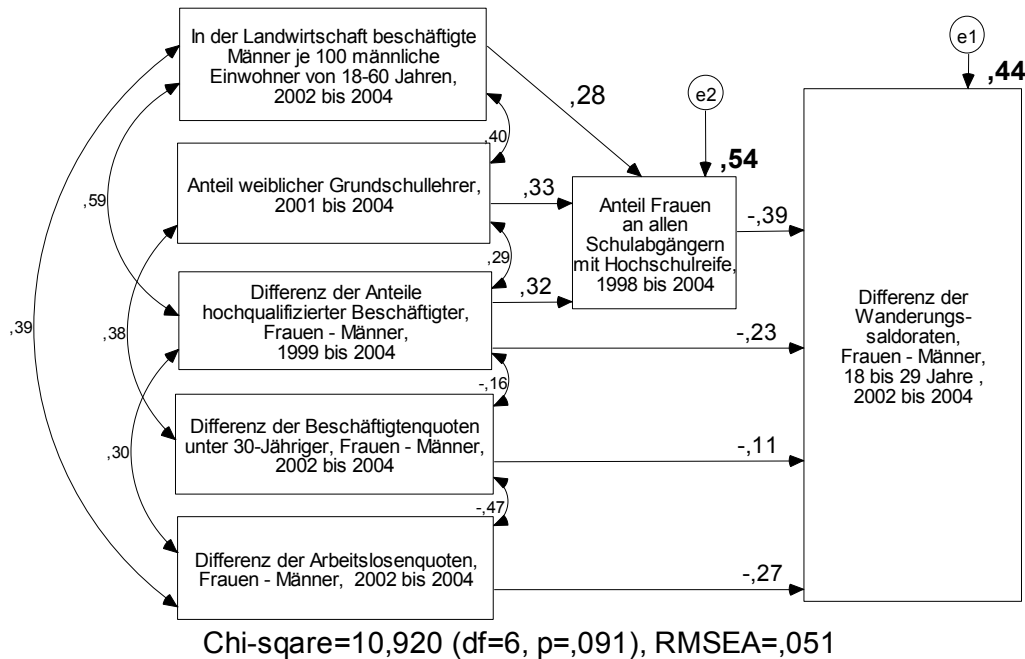 In der Landwirtschaft beschäftigte
Männer je 100 männliche
Einwohner von 18-60 Jahren,
2002 bis 2004
e1
,44
e2
,28
,54
,40
Anteil weiblicher Grundschullehrer,
2001 bis 2004
,33
Anteil Frauen
an allen
Schulabgängern
mit Hochschulreife,
1998 bis 2004
-,39
,59
,29
Differenz der Anteile
hochqualifizierter Beschäftigter,
Frauen - Männer,
1999 bis 2004
,32
-,23
Differenz der
Wanderungs-
saldoraten,
Frauen - Männer,
18 bis 29 Jahre ,
2002 bis 2004
,39
,38
-,16
Differenz der Beschäftigtenquoten
unter 30-Jähriger, Frauen - Männer,
2002 bis 2004
-,11
,30
-,47
Differenz der Arbeitslosenquoten,
Frauen - Männer, 2002 bis 2004
-,27
Chi-sqare=10,920 (df=6, p=,091), RMSEA=,051